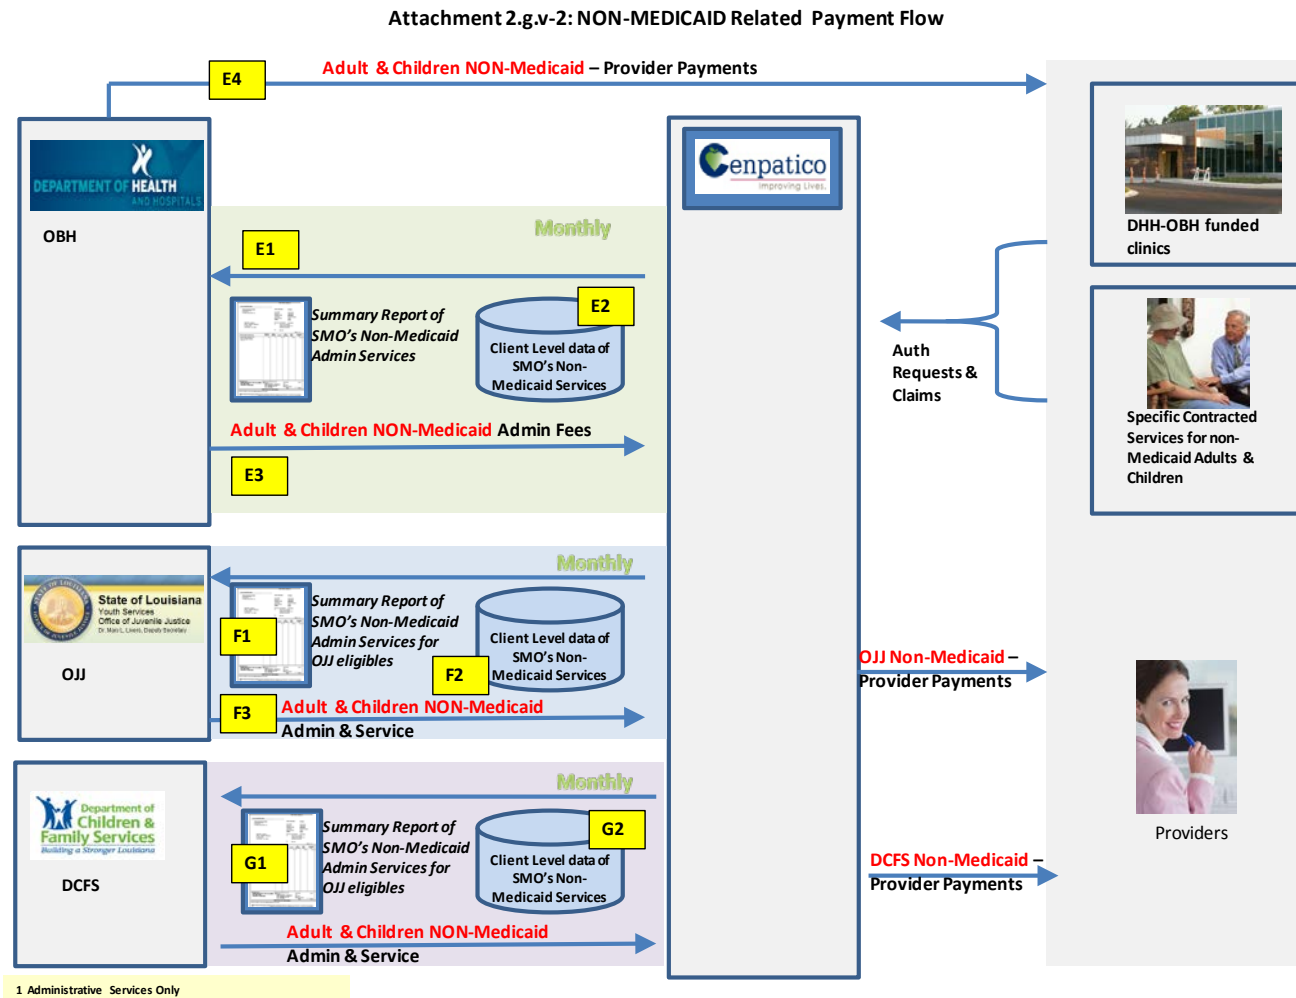 Attachment 2.g.v-2: NON-MEDICAID Related Payment Flow
E4
Adult & Children NON-Medicaid – Provider Payments
DEPARTMENT OF HEALTH
AND HOSPITALS
OBH
Monthly
E1
Summary Report of
SMO's Non-Medicaid
Admin Services
E2
Client Level data of
SMO's Non-
Medicaid Services
Adult & Children NON-Medicaid Admin Fees
E3
Cenpatico
Improving Lives.
DHH-OBH funded
clinics
Auth
Requests &
Claims
Specific Contracted
Services for non-
Medicaid Adults &
Children
State of Louisiana
Youth Services
Office of Juvenile Justice
Dr. Mary L. Livers, Deputy Secretary
OJJ
Monthly
F1
Summary Report of
SMO's Non-Medicaid
Admin Services for
OJJ eligibles
F2
Client Level data of
SMO's Non-
Medicaid Services
F3
Adult & Children NON-Medicaid
Admin & Service
OJJ Non-Medicaid –
Provider Payments
Department of
Children &
Family Services
Building a Stronger Louisiana
DCFS
Monthly
G1
Summary Report of
SMO's Non-Medicaid
Admin Services for
OJJ eligibles
G2
Client Level data of
SMO's Non-
Medicaid Services
Adult & Children NON-Medicaid
Admin & Service
DCFS Non-Medicaid –
Provider Payments
Providers
1 Administrative Services Only